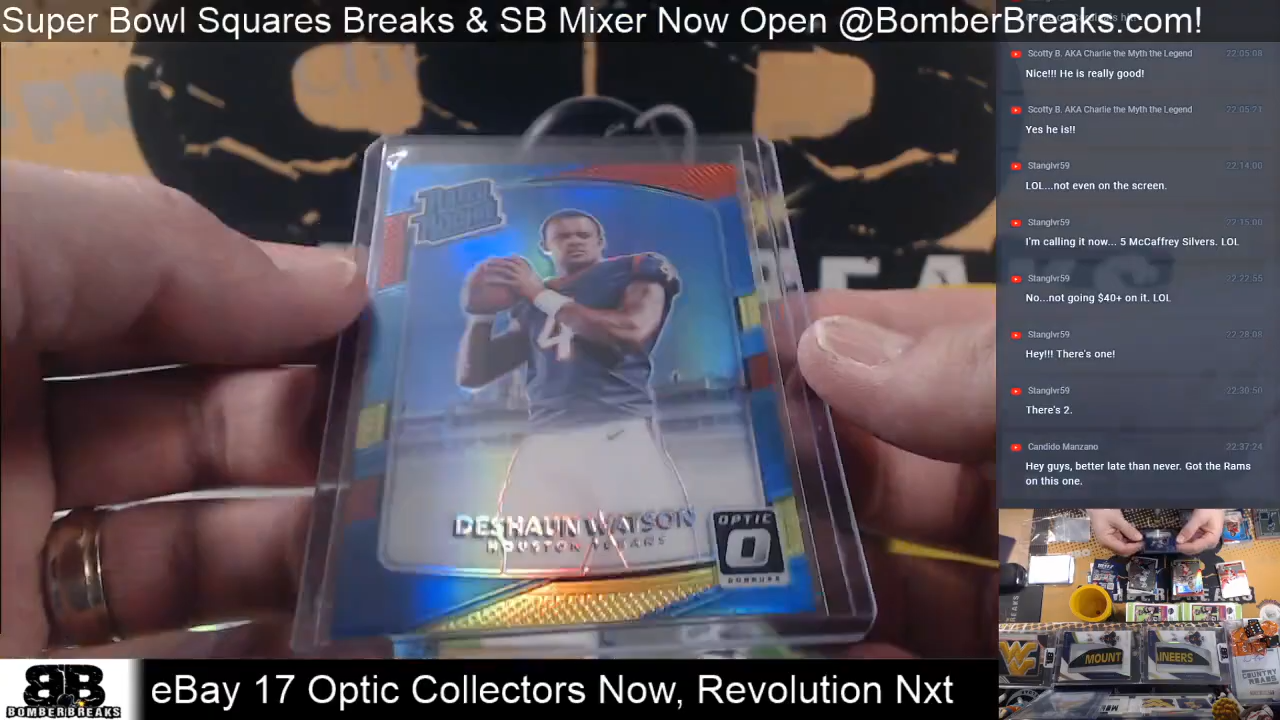 Super Bowl Squares Breaks & SB Mixer Now Open @BomberBreaks.com!
Scotty B. AKA Charlie the Myth the Legend 22:05:08
Nice!!! He is really good!
Scotty B. AKA Charlie the Myth the Legend 22:05:21
Yes he is!!
Stanglvr59 22:14:00
LOL...not even on the screen.
Stanglvr59 22:15:00
I'm calling it now... 5 McCaffrey Silvers. LOL
Stanglvr59 22:22:55
No...not going $40+ on it. LOL
Stanglvr59 22:28:08
Hey!!! There's one!
Stanglvr59 22:30:50
There's 2.
Candido Manzano 22:37:24
Hey guys, better late than never. Got the Rams
on this one.
RATED
ROOKIE
4
DESHAUN WATSON
HOUSTON TEXANS
OPTIC
DONRUSS
MOUNT AINEERS
BB
BOMBERBREAKS
eBay 17 Optic Collectors Now, Revolution Nxt